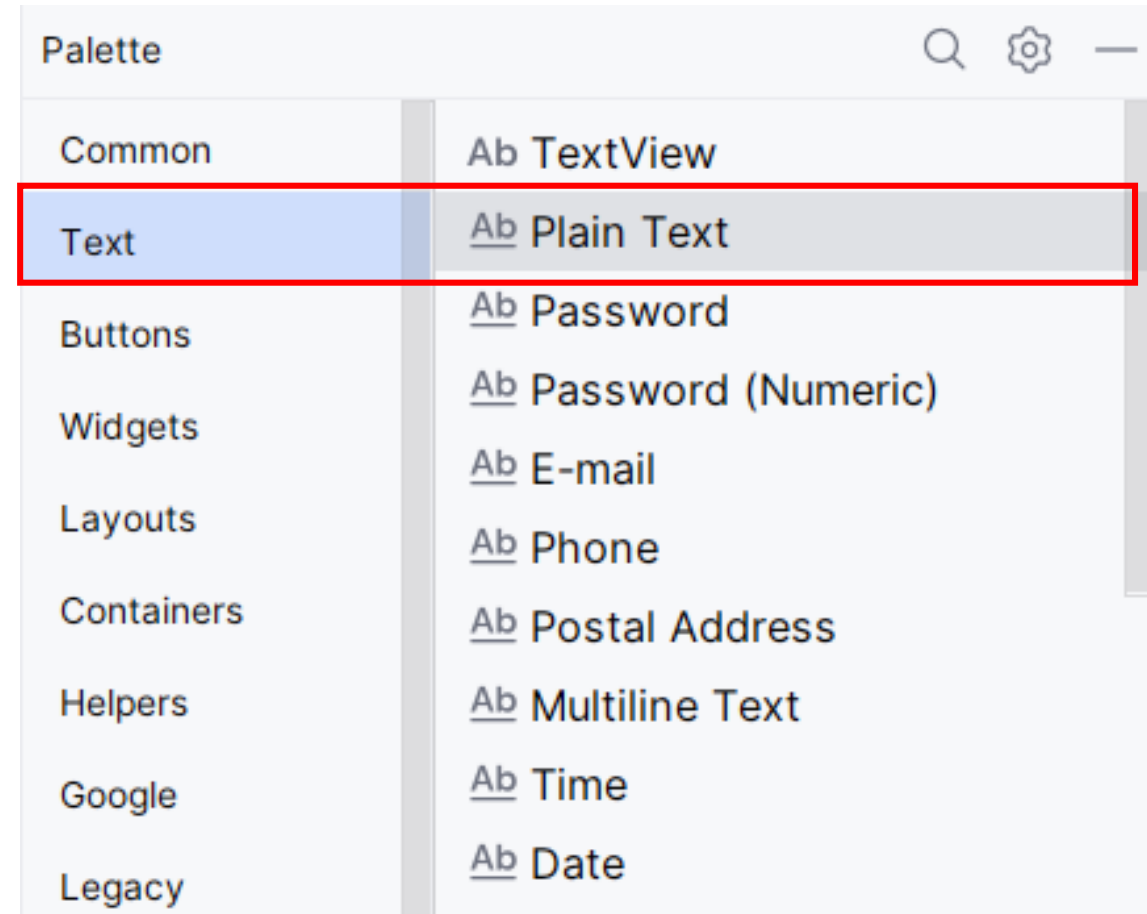 Palette
Common
Text
Buttons
Widgets
Layouts
Containers
Helpers
Google
Legacy
Ab TextView
Ab Plain Text
Ab Password
Ab Password (Numeric)
Ab E-mail
Ab Phone
Ab Postal Address
Ab Multiline Text
Ab Time
Ab Date